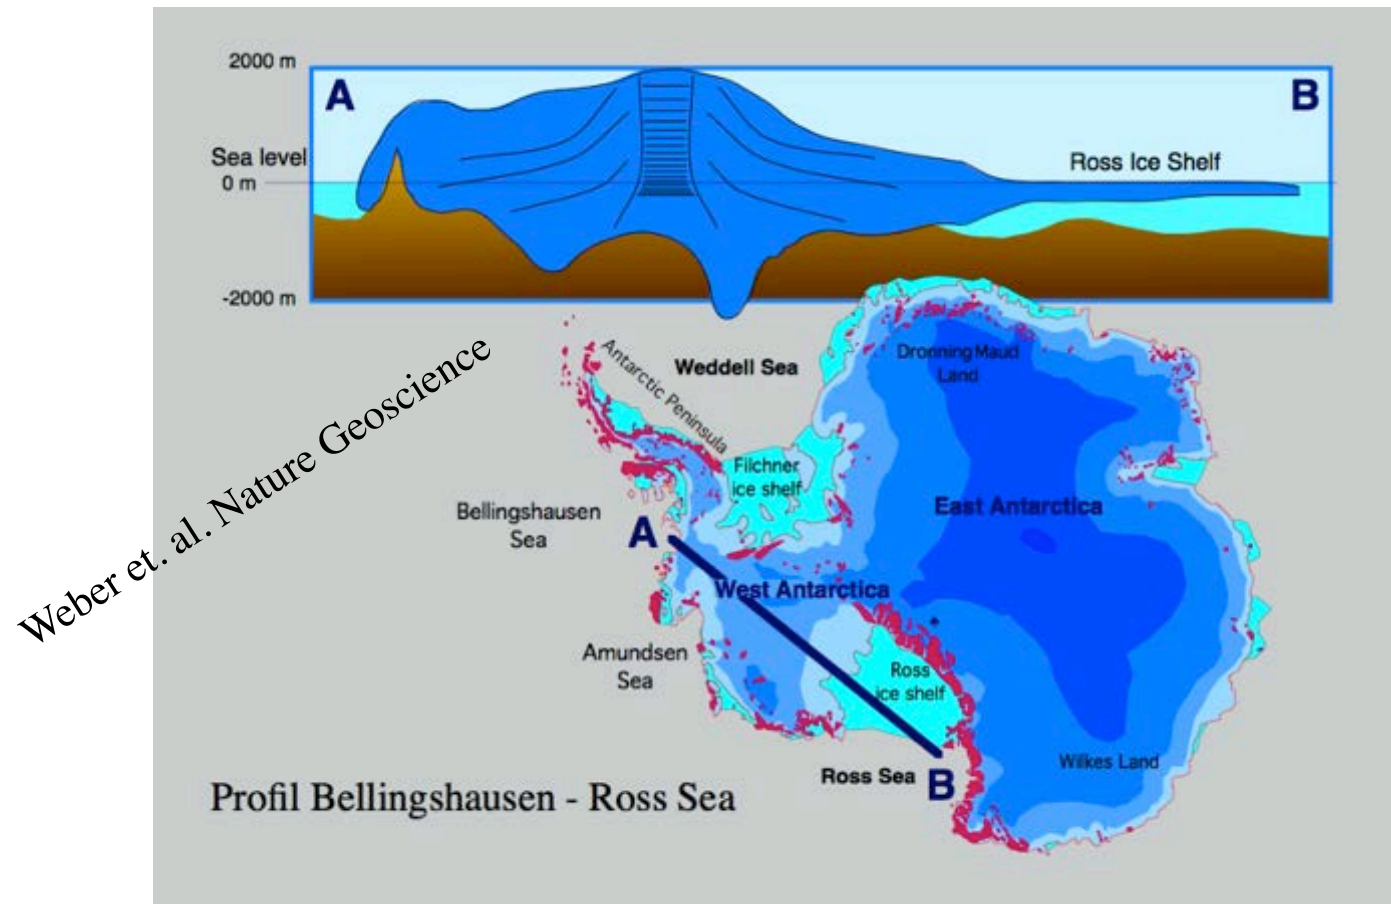 2000 m
A
B
Sea level
Ross Ice Shelf
0 m
-2000 m
Weber et. al. Nature Geoscience
Antarctic Peninsula
Weddell Sea
Dronning Maud
Land
Filchner
ice shelf
Bellingshausen
Sea
East Antarctica
A
West Antarctica
Amundsen
Sea
Ross
ice shelf
Wilkes Land
Ross Sea
B
Profil Bellingshausen - Ross Sea